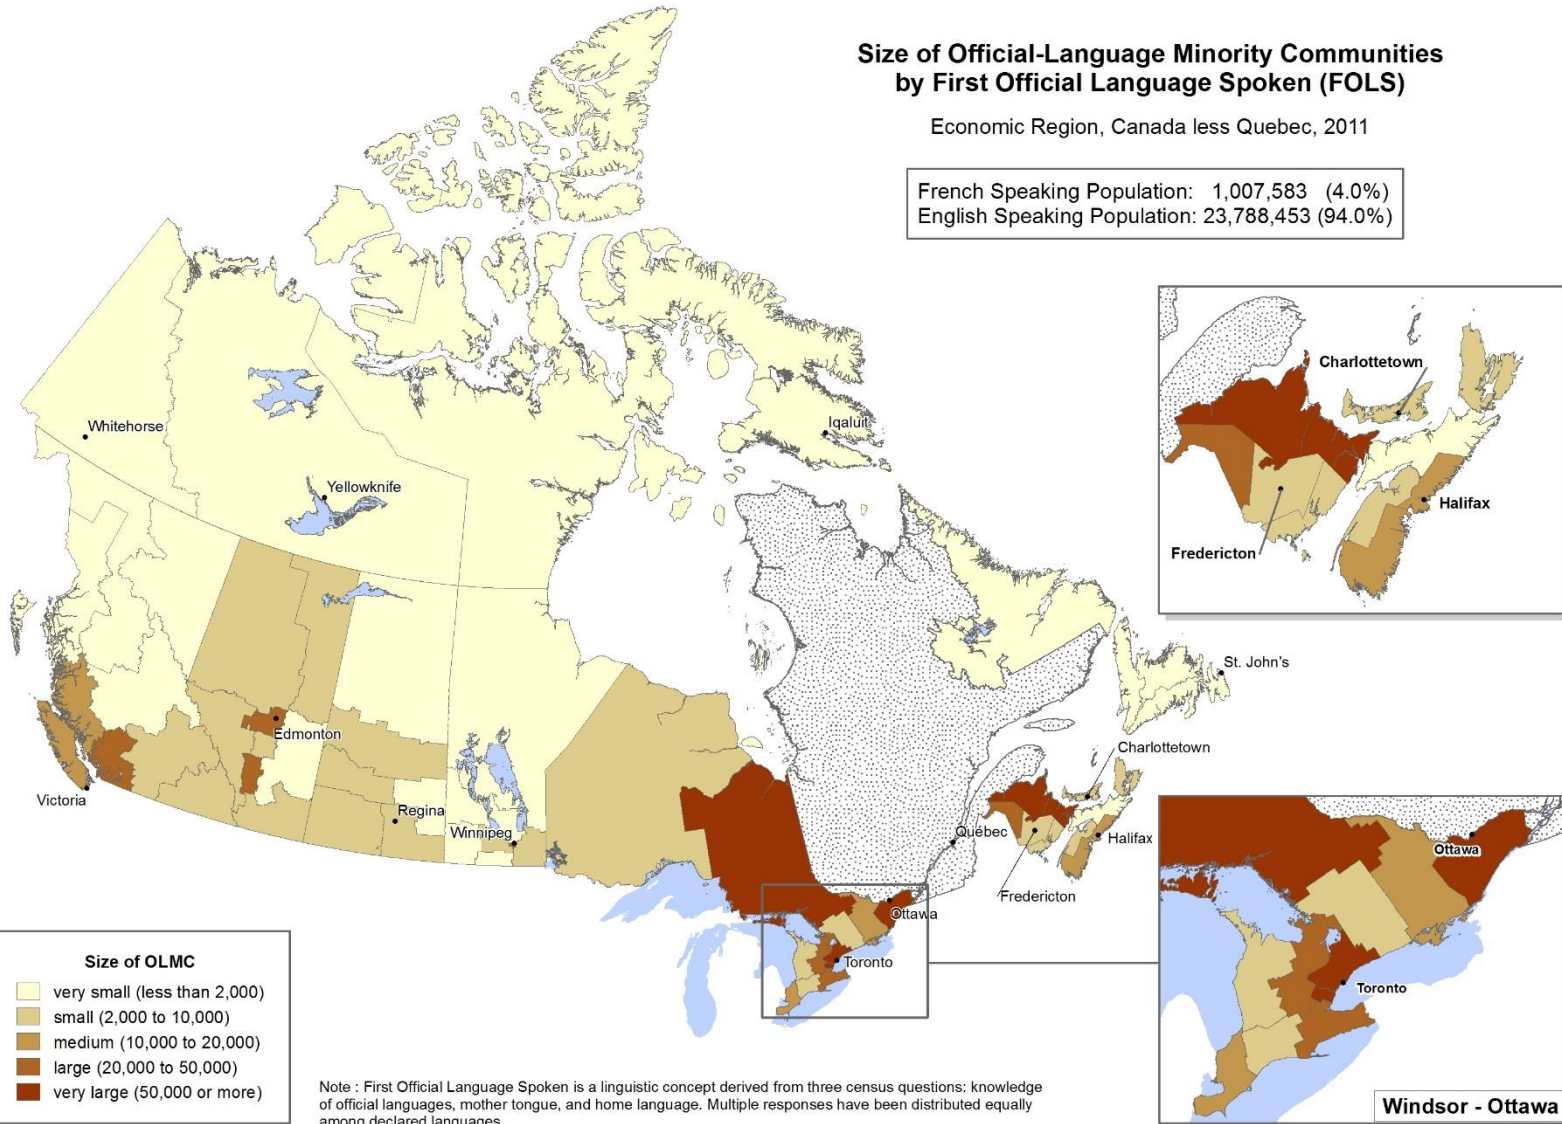 Size of Official-Language Minority Communities
by First Official Language Spoken (FOLS)
Economic Region, Canada less Quebec, 2011
French Speaking Population: 1,007,583 (4.0%)
English Speaking Population: 23,788,453 (94.0%)
Charlottetown
Halifax
Fredericton
Whitehorse
Iqaluit
Yellowknife
St. John's
Edmonton
Charlottetown
Victoria
Regina
Winnipeg
Québec
Halifax
Fredericton
Ottawa
Toronto
Ottawa
Toronto
Windsor - Ottawa
Size of OLMC
very small (less than 2,000)
small (2,000 to 10,000)
medium (10,000 to 20,000)
large (20,000 to 50,000)
very large (50,000 or more)
Note : First Official Language Spoken is a linguistic concept derived from three census questions: knowledge
of official languages, mother tongue, and home language. Multiple responses have been distributed equally
among declared languages.